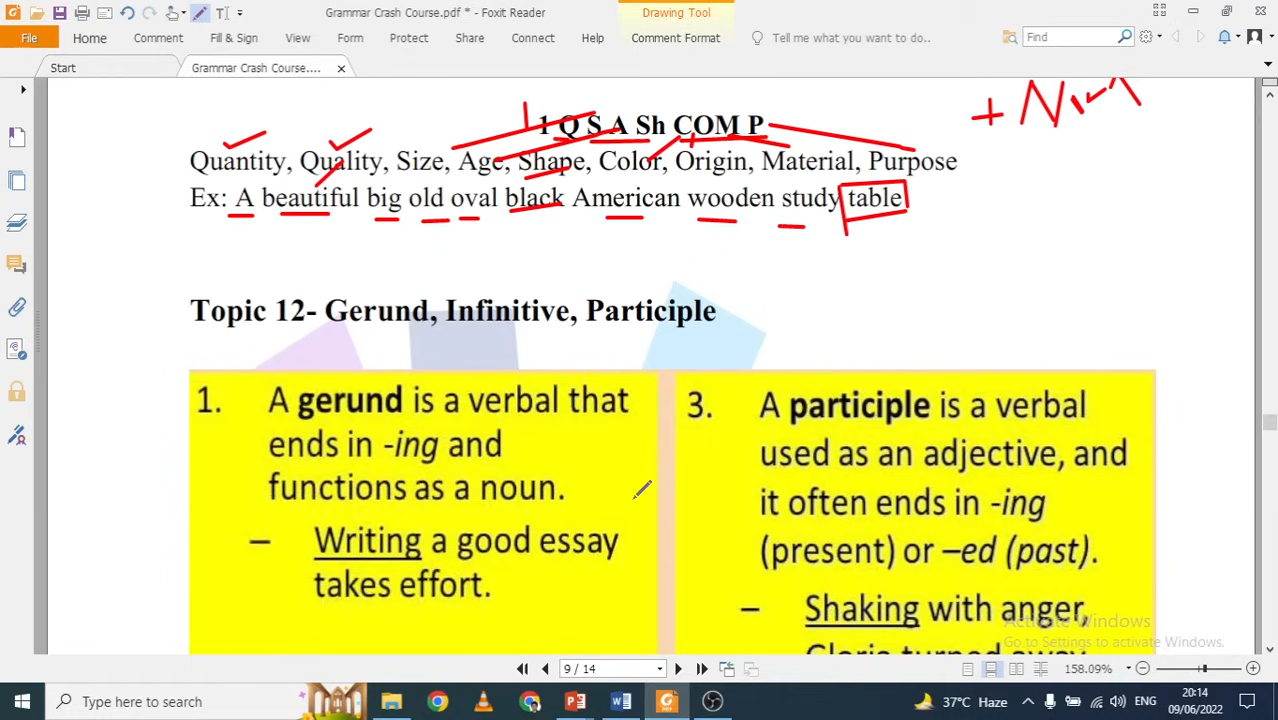 Grammar Crash Course.pdf * - Foxit Reader
Drawing Tool
File
Home
Comment
Fill & Sign
View
Form
Protect
Share
Connect
Help
Comment Format
Tell me what you want to do..
Find
Start
Grammar Crash Course....
+ N
1 Q S A Sh COM P
Quantity, Quality, Size, Age, Shape, Color, Origin, Material, Purpose
Ex: A beautiful big old oval black American wooden study table
Topic 12- Gerund, Infinitive, Participle
1. A gerund is a verbal that
ends in -ing and
functions as a noun.
– Writing a good essay
takes effort.
3. A participle is a verbal
used as an adjective, and
it often ends in -ing
(present) or –ed (past).
– Shaking with anger,
Gloria turned away
Activate Windows
Go to Settings to activate Windows.
9 / 14
158.09%
Type here to search
37°C Haze
ENG
20:14
09/06/2022